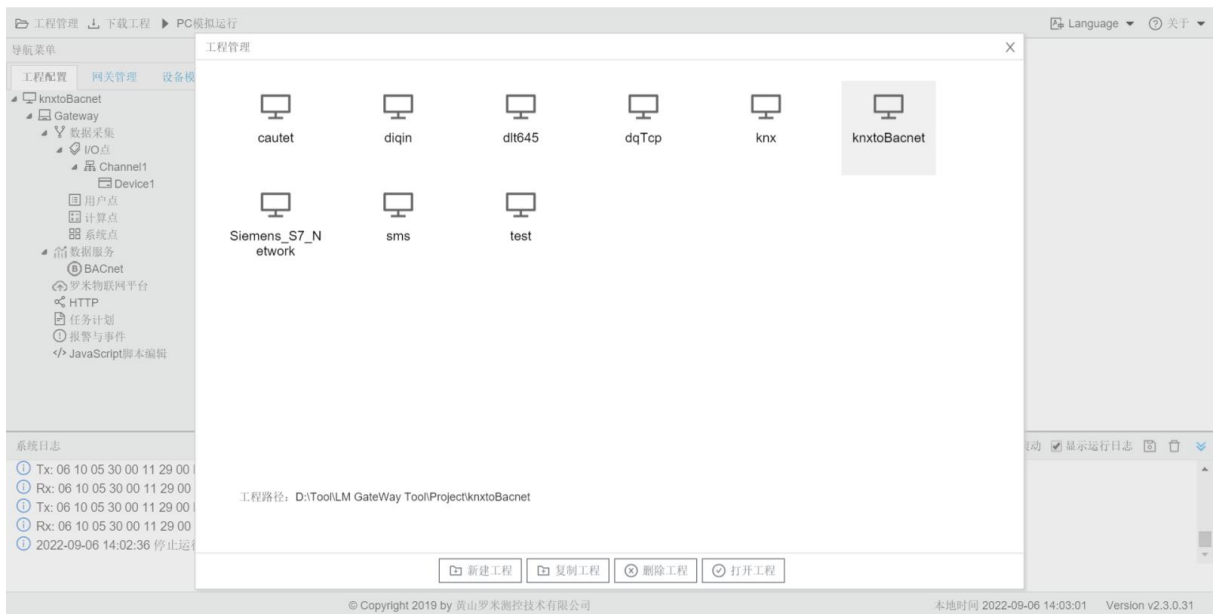 工程管理 下载工程 PC模拟运行 Language 关于
导航菜单
工程管理 X
工程配置 网关管理 设备模
knxtoBacnet
Gateway
数据采集
I/O点
Channel1
Device1
用户点
计算点
系统点
数据服务
BACnet
罗米物联网平台
HTTP
任务计划
报警与事件
JavaScript脚本编辑
cautet diqin dlt645 dqTcp knx knxtoBacnet
Siemens_S7_N
etwork sms test
工程路径：D:\Tool\LM GateWay Tool\Project\knxtoBacnet
新建工程 复制工程 删除工程 打开工程
系统日志 动 显示运行日志
Tx: 06 10 05 30 00 11 29 00
Rx: 06 10 05 30 00 11 29 00
Tx: 06 10 05 30 00 11 29 00
Rx: 06 10 05 30 00 11 29 00
2022-09-06 14:02:36 停止运行
© Copyright 2019 by 黄山罗米测控技术有限公司 本地时间 2022-09-06 14:03:01 Version v2.3.0.31